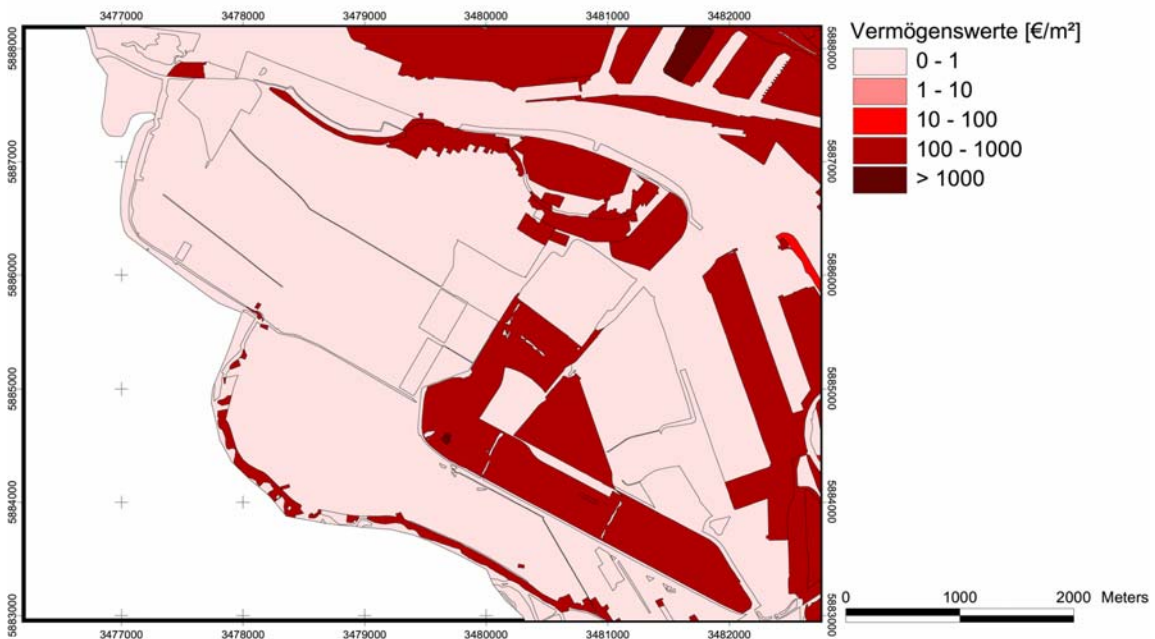 3477000 3478000 3479000 3480000 3481000 3482000
5888000 5888000
5887000 5887000
5886000 5886000
5885000 5885000
5884000 5884000
5883000 5883000
3477000 3478000 3479000 3480000 3481000 3482000
Vermögenswerte [€/m²]
0 - 1
1 - 10
10 - 100
100 - 1000
> 1000
0 1000 2000 Meters